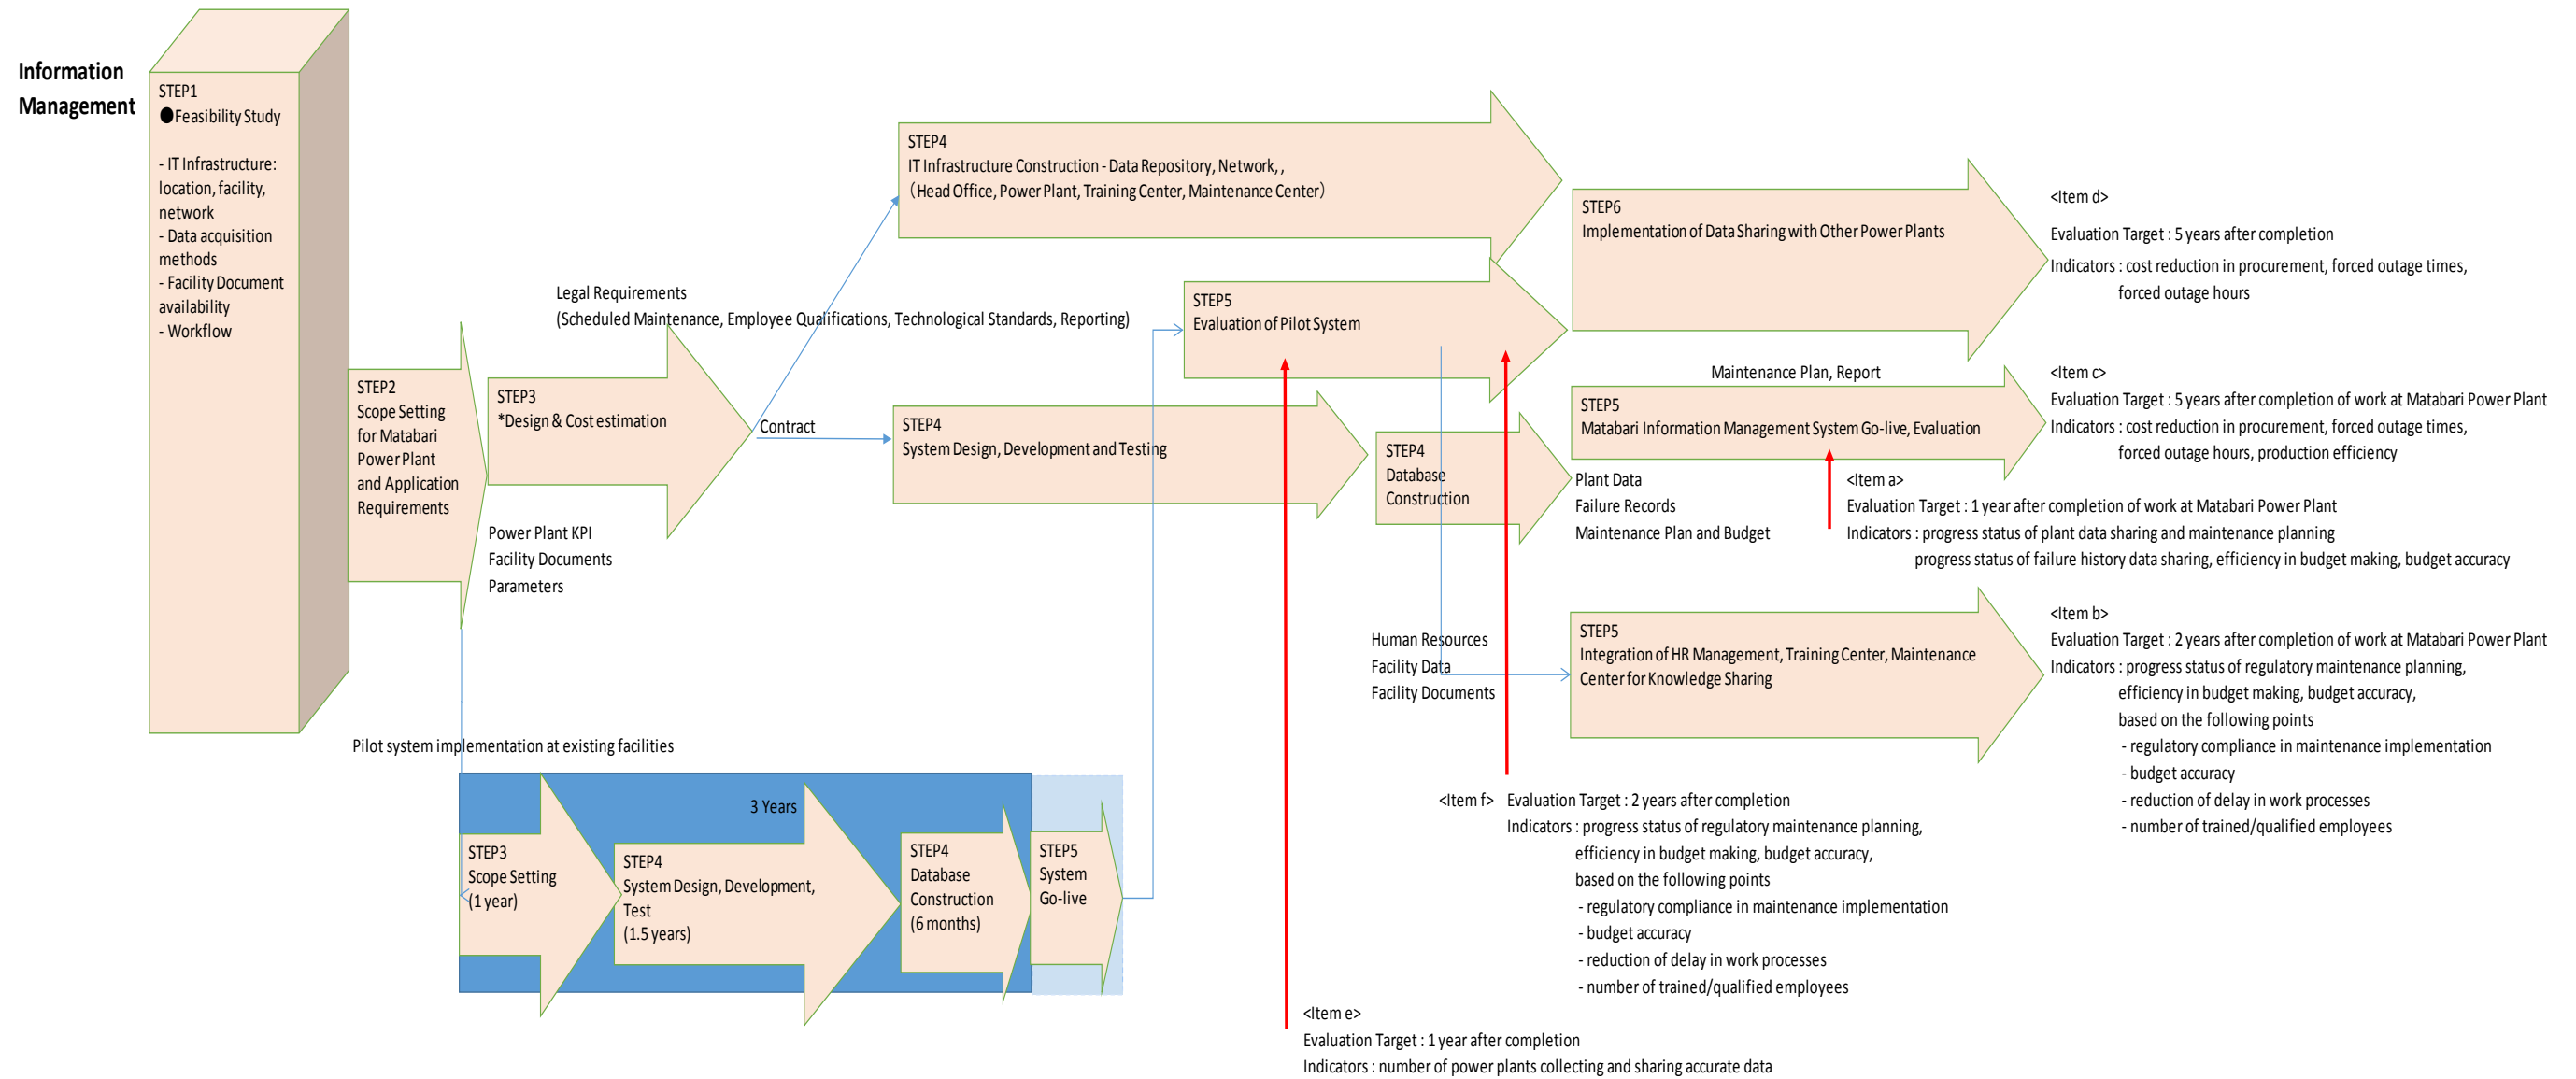 Information
Management
STEP1
●Feasibility Study
- IT Infrastructure:
location, facility,
network
- Data acquisition
methods
- Facility Document
availability
- Workflow
STEP2
Scope Setting
for Matabari
Power Plant
and Application
Requirements
Legal Requirements
(Scheduled Maintenance, Employee Qualifications, Technological Standards, Reporting)
STEP3
*Design & Cost estimation
Contract
Power Plant KPI
Facility Documents
Parameters
STEP4
IT Infrastructure Construction - Data Repository, Network, ,
（Head Office, Power Plant, Training Center, Maintenance Center）
STEP5
Evaluation of Pilot System
STEP4
System Design, Development and Testing
STEP4
Database
Construction
STEP6
Implementation of Data Sharing with Other Power Plants
<Item d>
Evaluation Target : 5 years after completion
Indicators : cost reduction in procurement, forced outage times,
forced outage hours
Maintenance Plan, Report
STEP5
Matabari Information Management System Go-live, Evaluation
<Item c>
Evaluation Target : 5 years after completion of work at Matabari Power Plant
Indicators : cost reduction in procurement, forced outage times,
forced outage hours, production efficiency
Plant Data
Failure Records
Maintenance Plan and Budget
<Item a>
Evaluation Target : 1 year after completion of work at Matabari Power Plant
Indicators : progress status of plant data sharing and maintenance planning
progress status of failure history data sharing, efficiency in budget making, budget accuracy
Human Resources
Facility Data
Facility Documents
STEP5
Integration of HR Management, Training Center, Maintenance
Center for Knowledge Sharing
<Item b>
Evaluation Target : 2 years after completion of work at Matabari Power Plant
Indicators : progress status of regulatory maintenance planning,
efficiency in budget making, budget accuracy,
based on the following points
- regulatory compliance in maintenance implementation
- budget accuracy
- reduction of delay in work processes
- number of trained/qualified employees
Pilot system implementation at existing facilities
3 Years
STEP3
Scope Setting
(1 year)
STEP4
System Design, Development,
Test
(1.5 years)
STEP4
Database
Construction
(6 months)
STEP5
System
Go-live
<Item f> Evaluation Target : 2 years after completion
Indicators : progress status of regulatory maintenance planning,
efficiency in budget making, budget accuracy,
based on the following points
- regulatory compliance in maintenance implementation
- budget accuracy
- reduction of delay in work processes
- number of trained/qualified employees
<Item e>
Evaluation Target : 1 year after completion
Indicators : number of power plants collecting and sharing accurate data